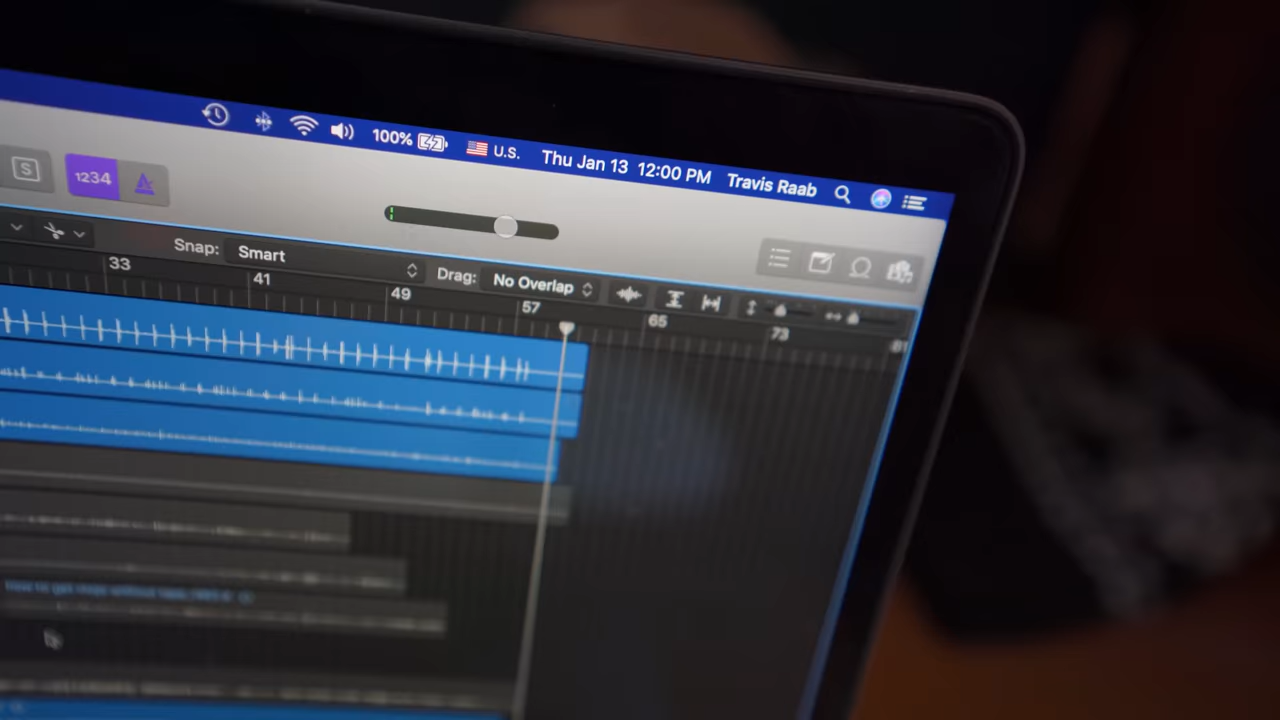 100% U.S. Thu Jan 13 12:00 PM Travis Raab
S 1234
Snap: Smart Drag: No Overlap
33 41 49 57 65 73 81